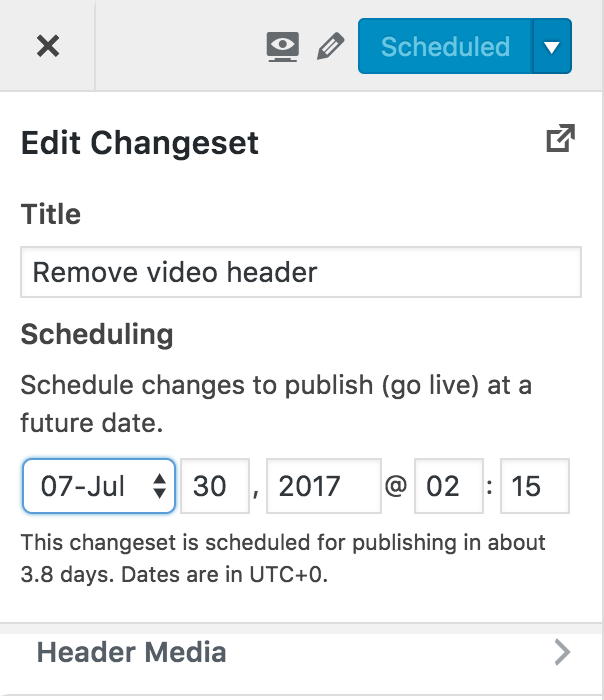 Scheduled
Edit Changeset
Title
Remove video header
Scheduling
Schedule changes to publish (go live) at a
future date.
07-Jul 30 , 2017 @ 02 : 15
This changeset is scheduled for publishing in about
3.8 days. Dates are in UTC+0.
Header Media